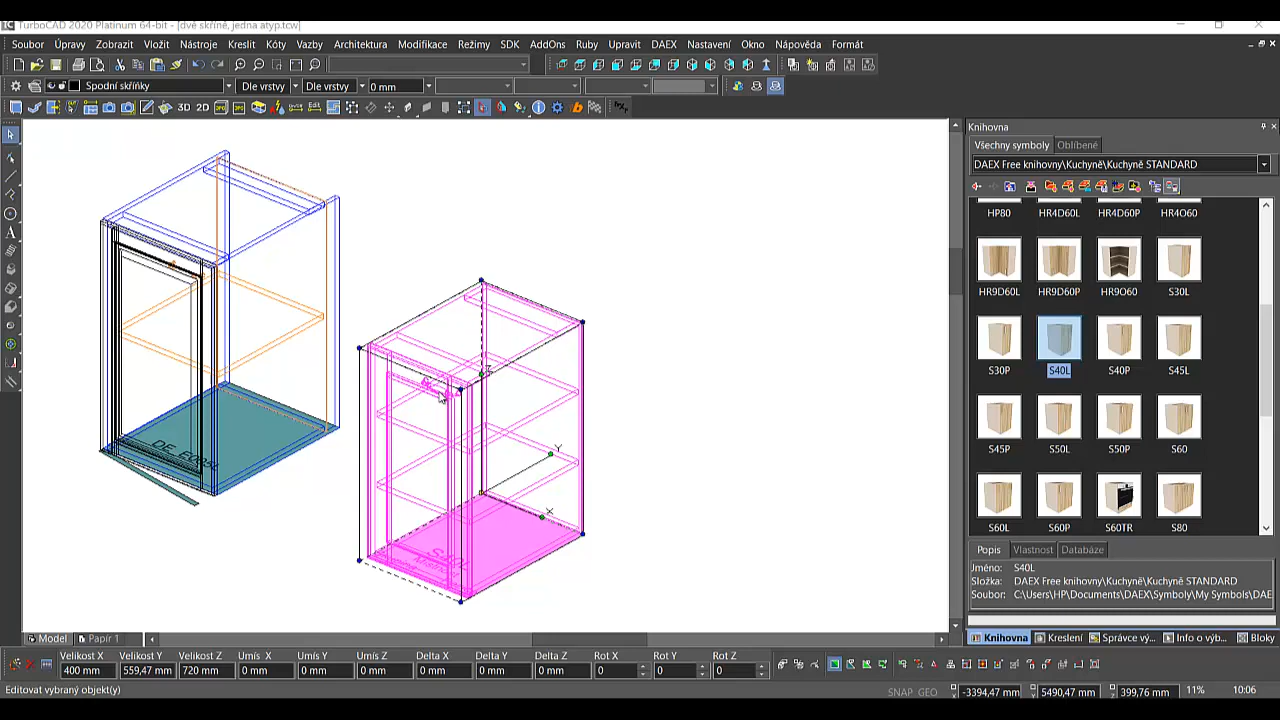 TurboCAD 2020 Platinum 64-bit - [dvě skříně, jedna atyp.tcw]
Soubor Úpravy Zobrazit Vložit Nástroje Kreslit Kóty Vazby Architektura Modifikace Režimy SDK AddOns Ruby Upravit DAEX Nastavení Okno Nápověda Formát
Spodní skříňky Dle vrstvy Dle vrstvy 0 mm
3D 2D
Knihovna
Všechny symboly Oblíbené
DAEX Free knihovny\Kuchyně\Kuchyně STANDARD
HP80 HR4D60L HR4D60P HR4O60
HR9D60L HR9D60P HR9O60 S30L
S30P S40L S40P S45L
S45P S50L S50P S60
S60L S60P S60TR S80
Y
X
S40L
Popis Vlastnost Databáze
Jméno: S40L
Složka: DAEX Free knihovny\Kuchyně\Kuchyně STANDARD
Soubor: C:\Users\HP\Documents\DAEX\Symboly\My Symbols\DAE
Model Papír 1
Knihovna Kreslení Správce vý... Info o výb... Bloky
Velikost X Velikost Y Velikost Z Umís X Umís Y Umís Z Delta X Delta Y Delta Z Rot X Rot Y Rot Z
400 mm 559,47 mm 720 mm 0 mm 0 mm 0 mm 0 mm 0 mm 0 mm 0 0 0
Editovat vybraný objekt(y) SNAP GEO -3394,47 mm 5490,47 mm 399,76 mm 11% 10:06